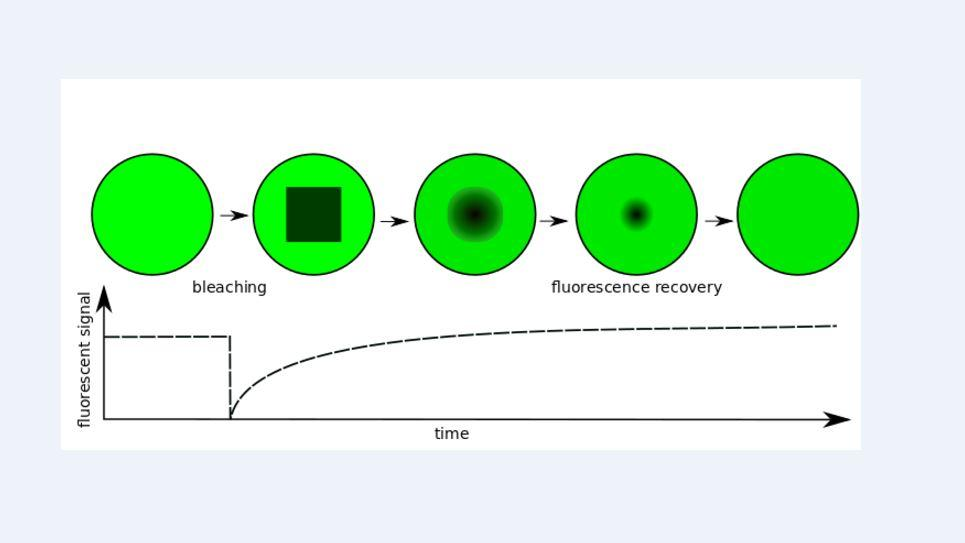 bleaching
fluorescence recovery
fluorescent signal
time